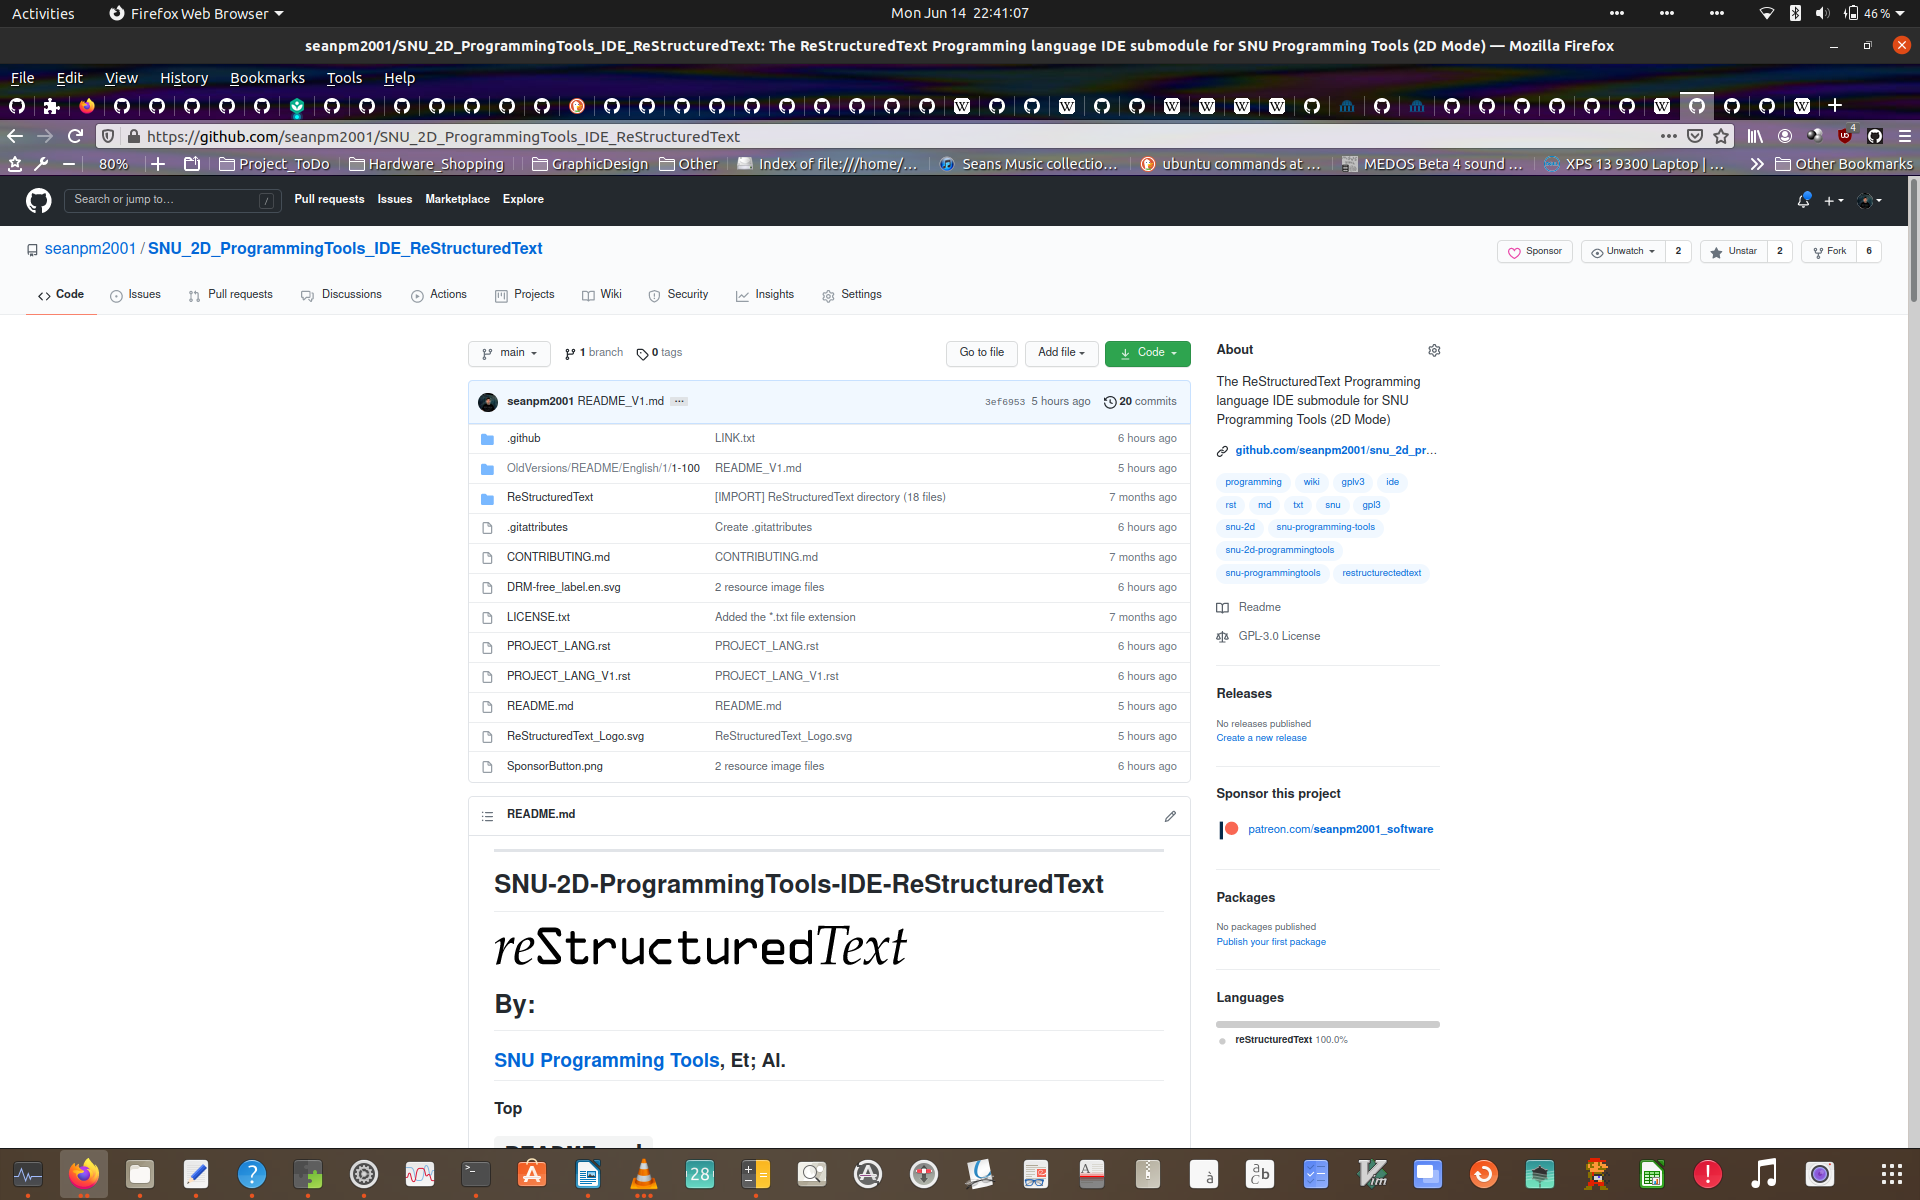 Activities Firefox Web Browser Mon Jun 14 22:41:07 46 %
seanpm2001/SNU_2D_ProgrammingTools_IDE_ReStructuredText: The ReStructuredText Programming language IDE submodule for SNU Programming Tools (2D Mode) — Mozilla Firefox
File Edit View History Bookmarks Tools Help
https://github.com/seanpm2001/SNU_2D_ProgrammingTools_IDE_ReStructuredText 4
80% Project_ToDo Hardware_Shopping GraphicDesign Other Index of file:///home/… Seans Music collectio… ubuntu commands at … MEDOS Beta 4 sound … XPS 13 9300 Laptop | … Other Bookmarks
Search or jump to… / Pull requests Issues Marketplace Explore
seanpm2001 / SNU_2D_ProgrammingTools_IDE_ReStructuredText Sponsor Unwatch 2 Unstar 2 Fork 6
Code Issues Pull requests Discussions Actions Projects Wiki Security Insights Settings
main 1 branch 0 tags Go to file Add file Code
seanpm2001 README_V1.md ... 3ef6953 5 hours ago 20 commits
.github LINK.txt 6 hours ago
OldVersions/README/English/1/1-100 README_V1.md 5 hours ago
ReStructuredText [IMPORT] ReStructuredText directory (18 files) 7 months ago
.gitattributes Create .gitattributes 6 hours ago
CONTRIBUTING.md CONTRIBUTING.md 7 months ago
DRM-free_label.en.svg 2 resource image files 6 hours ago
LICENSE.txt Added the *.txt file extension 7 months ago
PROJECT_LANG.rst PROJECT_LANG.rst 6 hours ago
PROJECT_LANG_V1.rst PROJECT_LANG_V1.rst 6 hours ago
README.md README.md 5 hours ago
ReStructuredText_Logo.svg ReStructuredText_Logo.svg 5 hours ago
SponsorButton.png 2 resource image files 6 hours ago
README.md
SNU-2D-ProgrammingTools-IDE-ReStructuredText
reStructuredText
By:
SNU Programming Tools, Et; Al.
Top
About
The ReStructuredText Programming
language IDE submodule for SNU
Programming Tools (2D Mode)
github.com/seanpm2001/snu_2d_pr…
programming wiki gplv3 ide
rst md txt snu gpl3
snu-2d snu-programming-tools
snu-2d-programmingtools
snu-programmingtools restructurectedtext
Readme
GPL-3.0 License
Releases
No releases published
Create a new release
Sponsor this project
patreon.com/seanpm2001_software
Packages
No packages published
Publish your first package
Languages
reStructuredText 100.0%
28